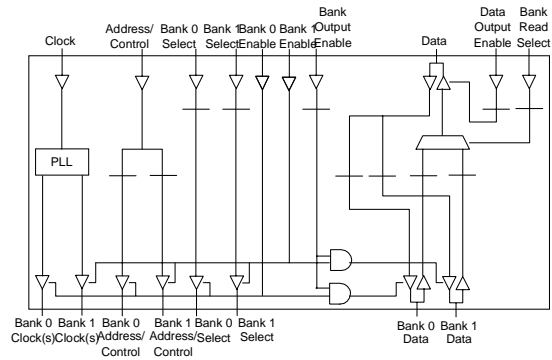 Clock
Address/
Control
Bank 0
Select
Bank 1
Select
Bank 0
Enable
Bank 1
Enable
Bank
Output
Enable
Data
Data
Output
Enable
Bank
Read
Select
PLL
Bank 0
Clock(s)
Bank 1
Clock(s)
Bank 0
Address/
Control
Bank 1
Address/
Control
Bank 0
Select
Bank 1
Select
Bank 0
Data
Bank 1
Data